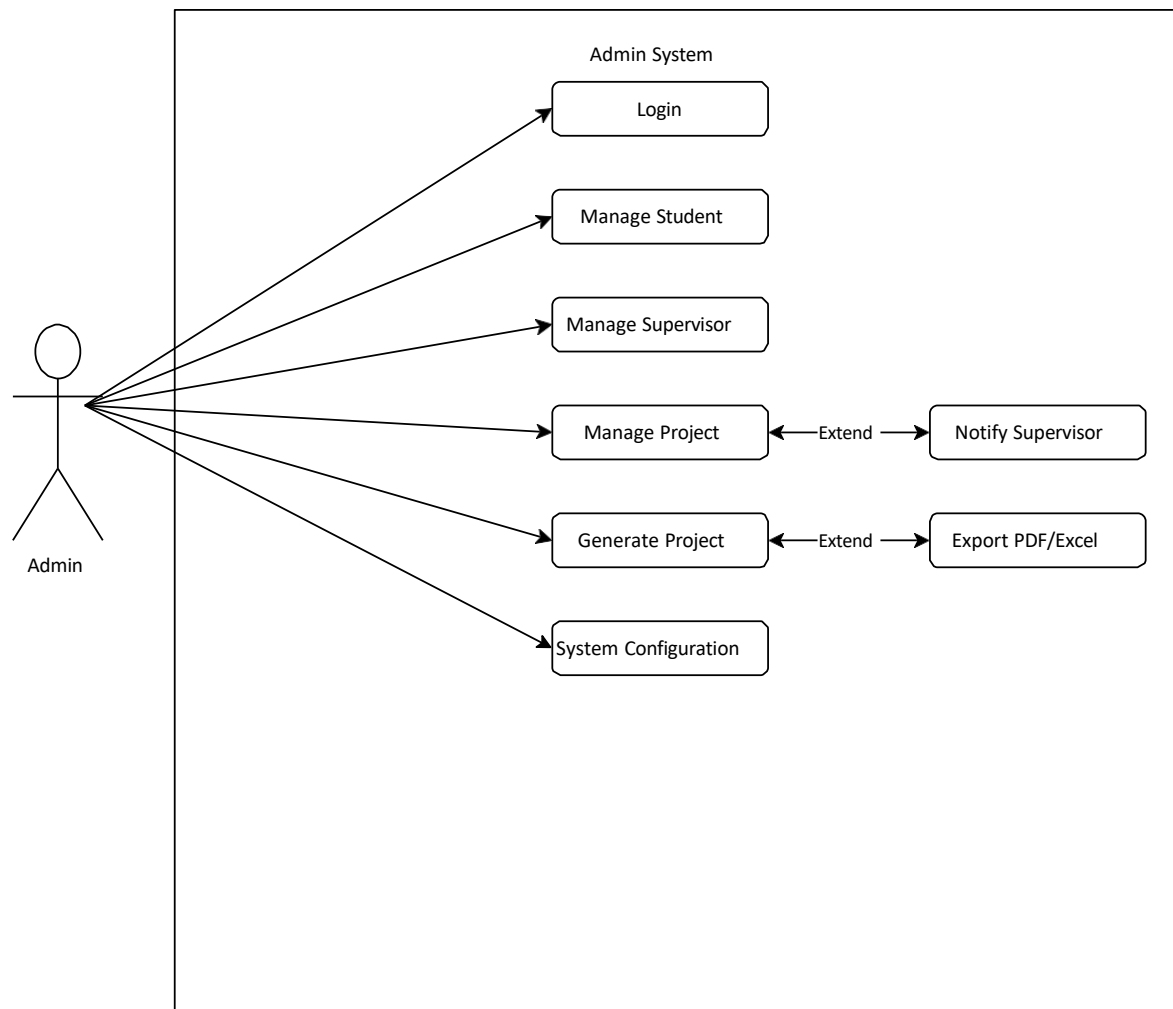 Admin System
Login
Manage Student
Manage Supervisor
Manage Project
Extend
Notify Supervisor
Generate Project
Extend
Export PDF/Excel
System Configuration
Admin